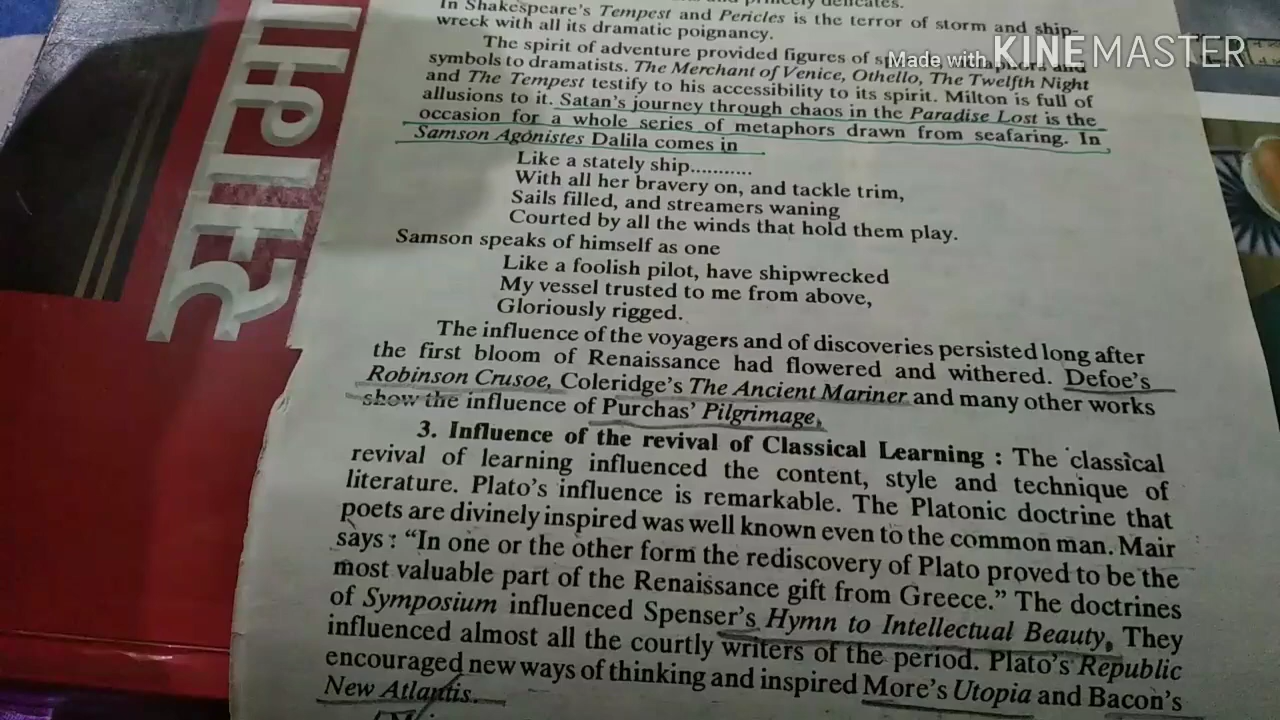 princely delicates.
In Shakespeare's Tempest and Pericles is the terror of storm and ship-
wreck with all its dramatic poignancy.
The spirit of adventure provided figures of and
symbols to dramatists. The Merchant of Venice, Othello, The Twelfth Night
and The Tempest testify to his accessibility to its spirit. Milton is full of
allusions to it. Satan's journey through chaos in the Paradise Lost is the
occasion for a whole series of metaphors drawn from seafaring. In
Samson Agonistes Dalila comes in
Like a stately ship...........
With all her bravery on, and tackle trim,
Sails filled, and streamers waning
Courted by all the winds that hold them play.
Samson speaks of himself as one
Like a foolish pilot, have shipwrecked
My vessel trusted to me from above,
Gloriously rigged.
The influence of the voyagers and of discoveries persisted long after
the first bloom of Renaissance had flowered and withered. Defoe's
Robinson Crusoe, Coleridge's The Ancient Mariner and many other works
show the influence of Purchas' Pilgrimage.
3. Influence of the revival of Classical Learning : The classical
revival of learning influenced the content, style and technique of
literature. Plato's influence is remarkable. The Platonic doctrine that
poets are divinely inspired was well known even to the common man. Mair
says : “In one or the other form the rediscovery of Plato proved to be the
most valuable part of the Renaissance gift from Greece.” The doctrines
of Symposium influenced Spenser's Hymn to Intellectual Beauty. They
influenced almost all the courtly writers of the period. Plato's Republic
encouraged new ways of thinking and inspired More's Utopia and Bacon's
New Atlantis.
Made with KINEMASTER
सामा